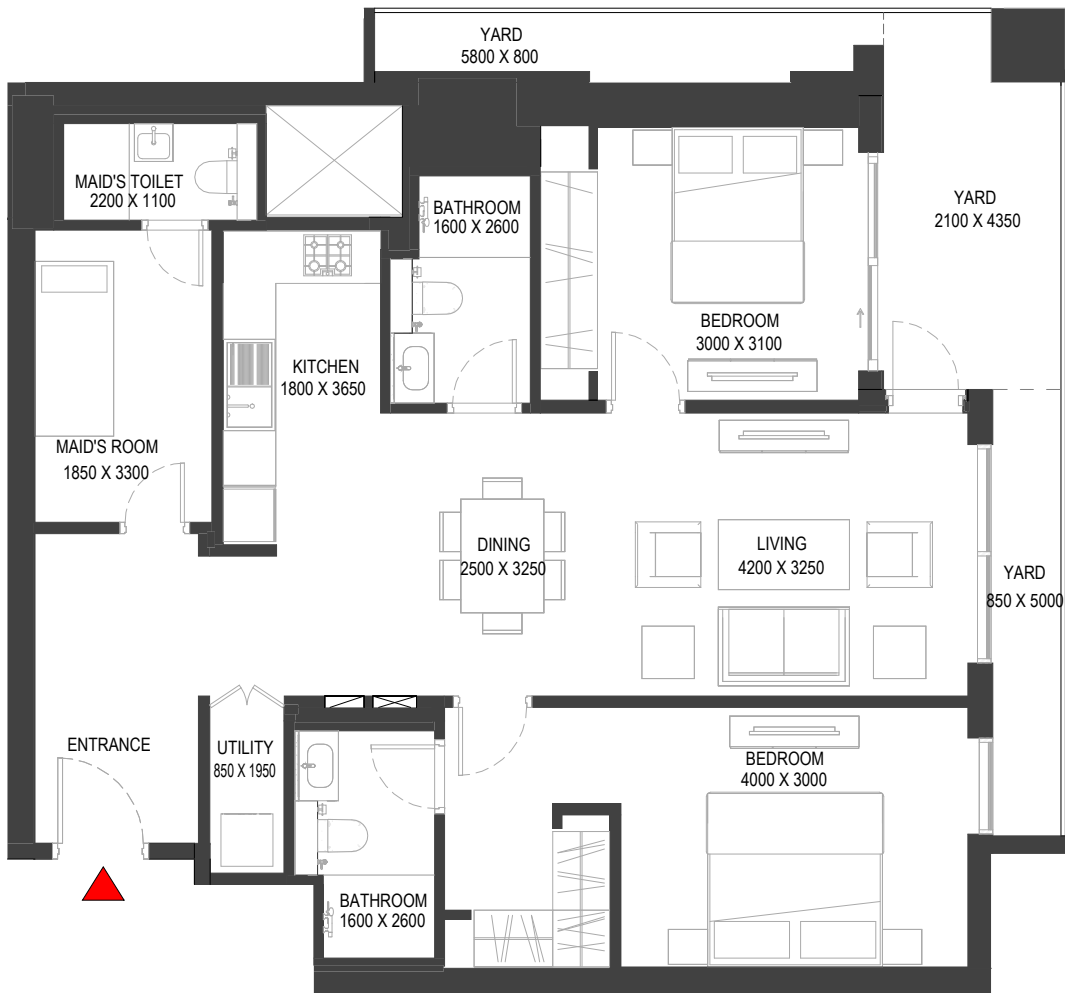 YARD
5800 X 800
MAID'S TOILET
2200 X 1100
BATHROOM
1600 X 2600
YARD
2100 X 4350
BEDROOM
3000 X 3100
KITCHEN
1800 X 3650
MAID'S ROOM
1850 X 3300
DINING
2500 X 3250
LIVING
4200 X 3250
YARD
850 X 5000
ENTRANCE
UTILITY
850 X 1950
BEDROOM
4000 X 3000
BATHROOM
1600 X 2600